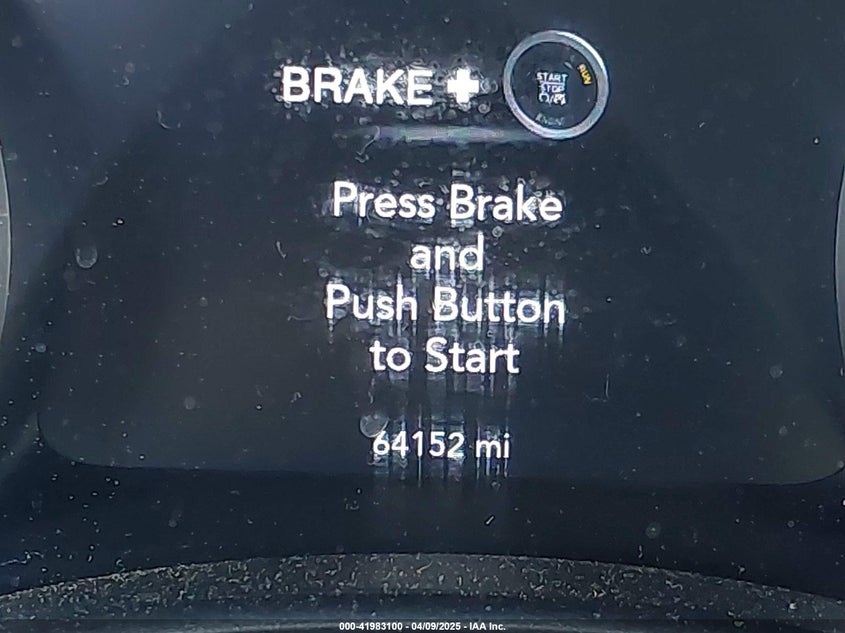 BRAKE +
START
STOP
ENGINE
RUN
Press Brake
and
Push Button
to Start
64152 mi
000-41983100 - 04/09/2025 - IAA Inc.